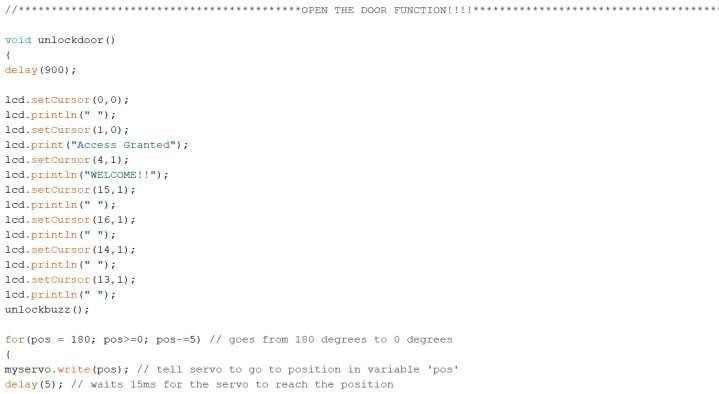 //*******************************************OPEN THE DOOR FUNCTION!!!!**************************************
void unlockdoor()
{
delay(900);
lcd.setCursor(0,0);
lcd.println(" ");
lcd.setCursor(1,0);
lcd.print("Access Granted");
lcd.setCursor(4,1);
lcd.println("WELCOME!!");
lcd.setCursor(15,1);
lcd.println(" ");
lcd.setCursor(16,1);
lcd.println(" ");
lcd.setCursor(14,1);
lcd.println(" ");
lcd.setCursor(13,1);
lcd.println(" ");
unlockbuzz();
for(pos = 180; pos>=0; pos-=5) // goes from 180 degrees to 0 degrees
{
myservo.write(pos); // tell servo to go to position in variable 'pos'
delay(5); // waits 15ms for the servo to reach the position